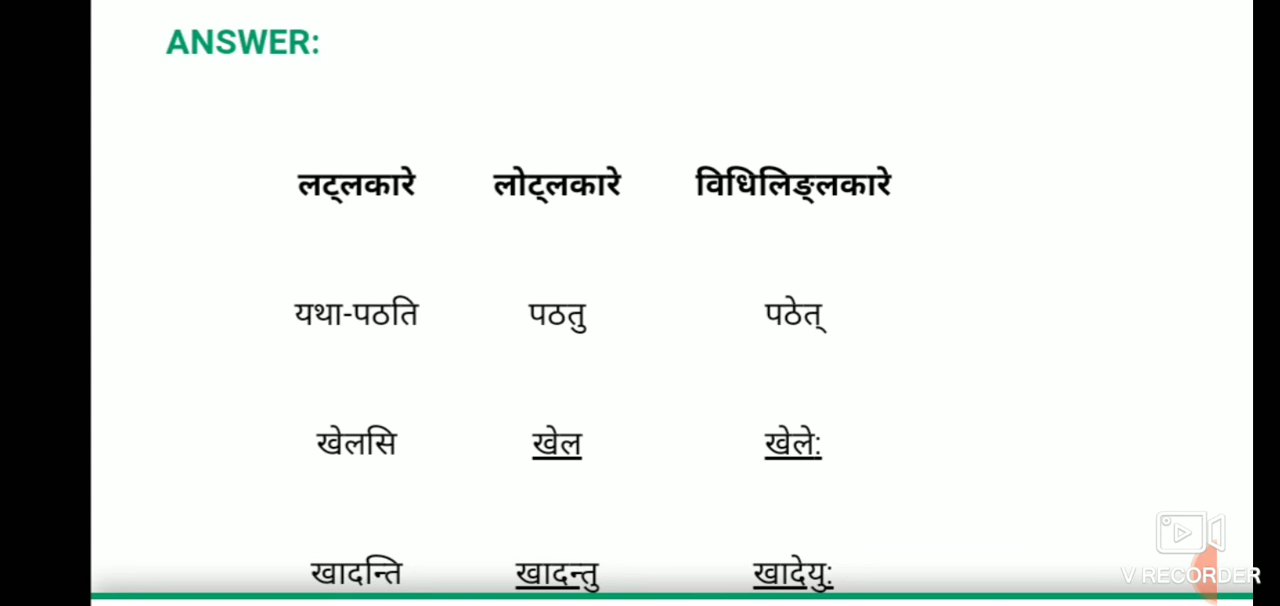 ANSWER:
लट्लकारे लोट्लकारे विधिलिङ्लकारे
यथा-पठति पठतु पठेत्
खेलसि खेल खेले:
खादन्ति खादन्तु खादेयु:
V RECORDER